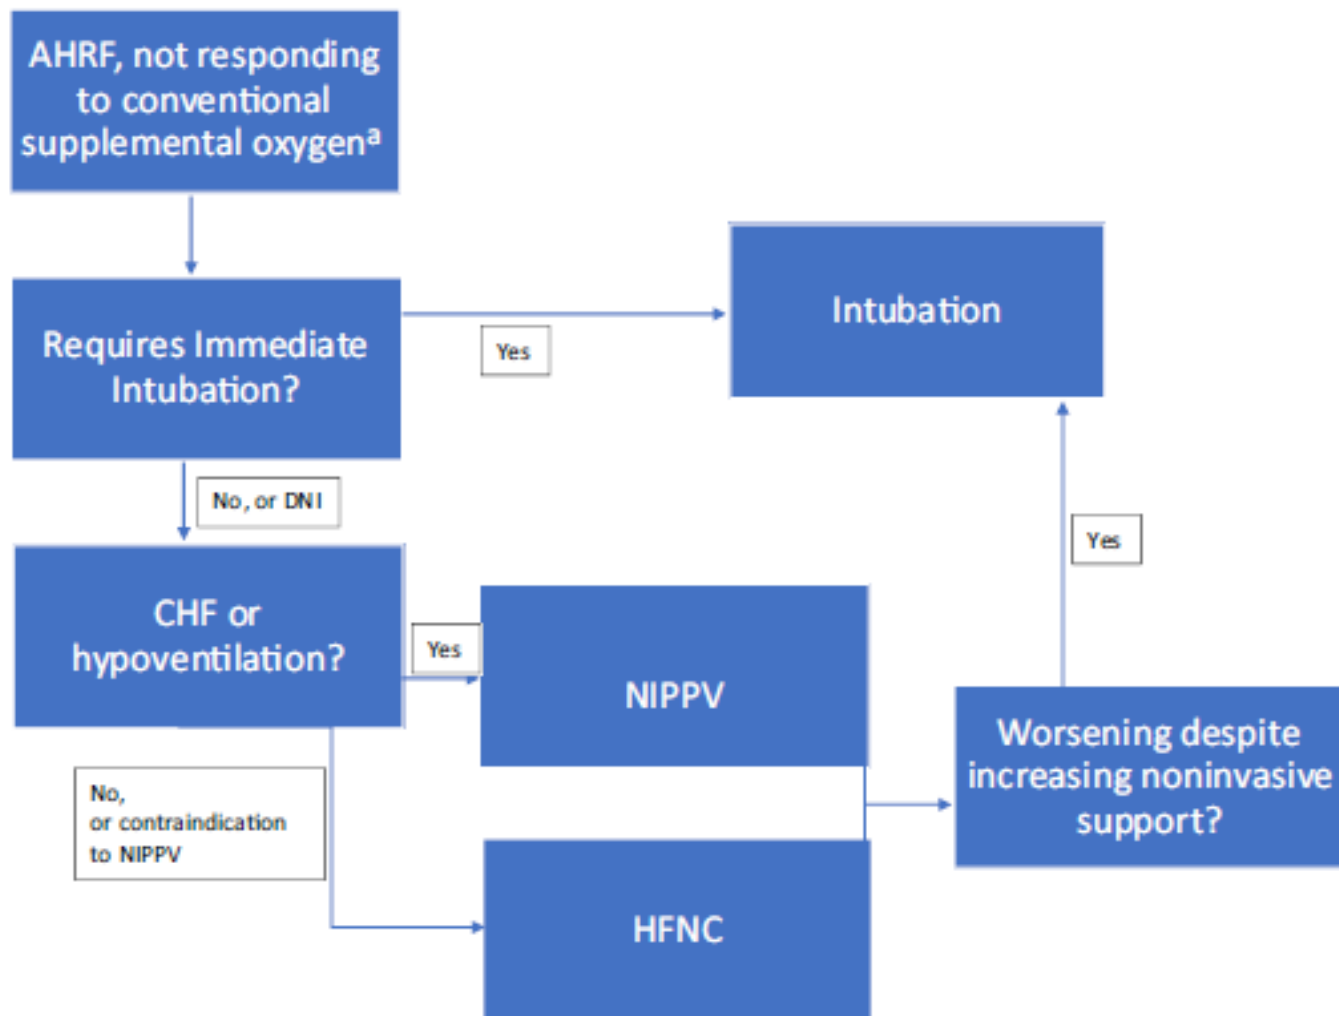 AHRF, not responding
to conventional
supplemental oxygenᵃ
Requires Immediate
Intubation?
Yes
Intubation
No, or DNI
CHF or
hypoventilation?
Yes
NIPPV
No,
or contraindication
to NIPPV
HFNC
Worsening despite
increasing noninvasive
support?
Yes